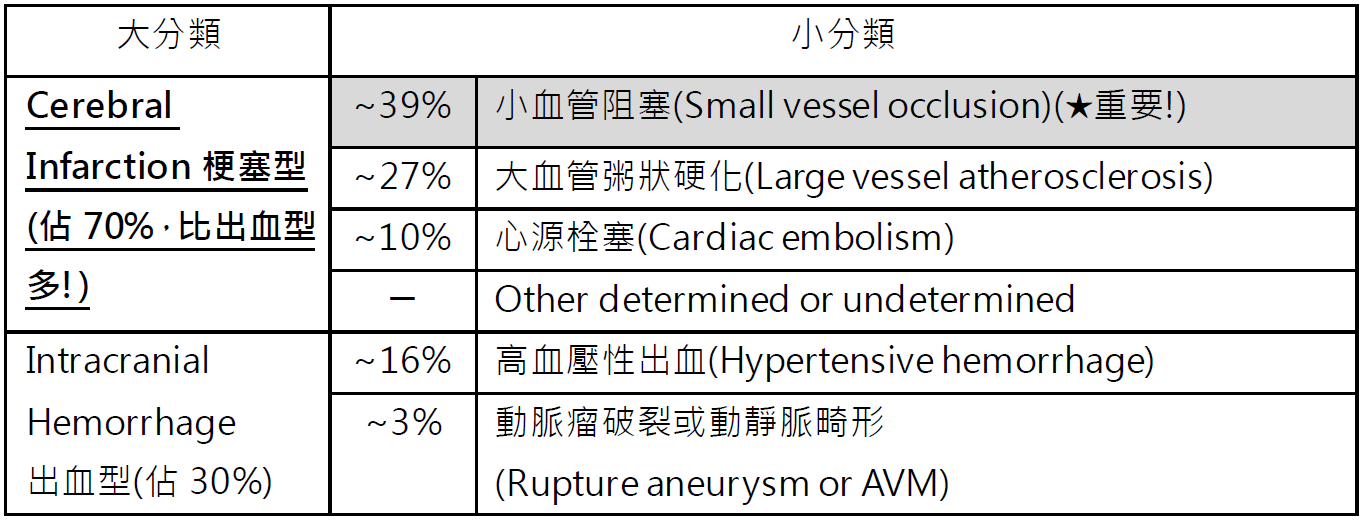 大分類
小分類
Cerebral
Infarction 梗塞型
(佔 70%，比出血型
多!)
~39%
小血管阻塞(Small vessel occlusion)(★重要!)
~27%
大血管粥狀硬化(Large vessel atherosclerosis)
~10%
心源栓塞(Cardiac embolism)
—
Other determined or undetermined
Intracranial
Hemorrhage
出血型(佔 30%)
~16%
高血壓性出血(Hypertensive hemorrhage)
~3%
動脈瘤破裂或動靜脈畸形
(Rupture aneurysm or AVM)